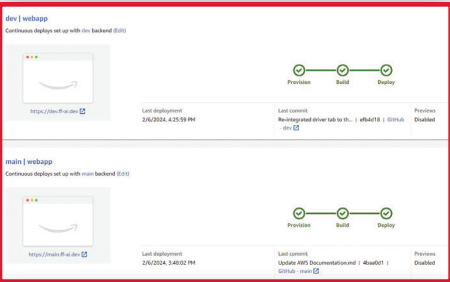 dev | webapp
Continuous deploys set up with dev backend (Edit)
Provision Build Deploy
https://dev.ff-ai.dev
Last deployment Last commit Previews
2/6/2024, 4:25:59 PM Re-integrated driver tab to th... | efb4d18 | GitHub Disabled
- dev
main | webapp
Continuous deploys set up with main backend (Edit)
Provision Build Deploy
https://main.ff-ai.dev
Last deployment Last commit Previews
2/6/2024, 3:48:02 PM Update AWS Documentation.md | 4baa0d1 | Disabled
GitHub - main